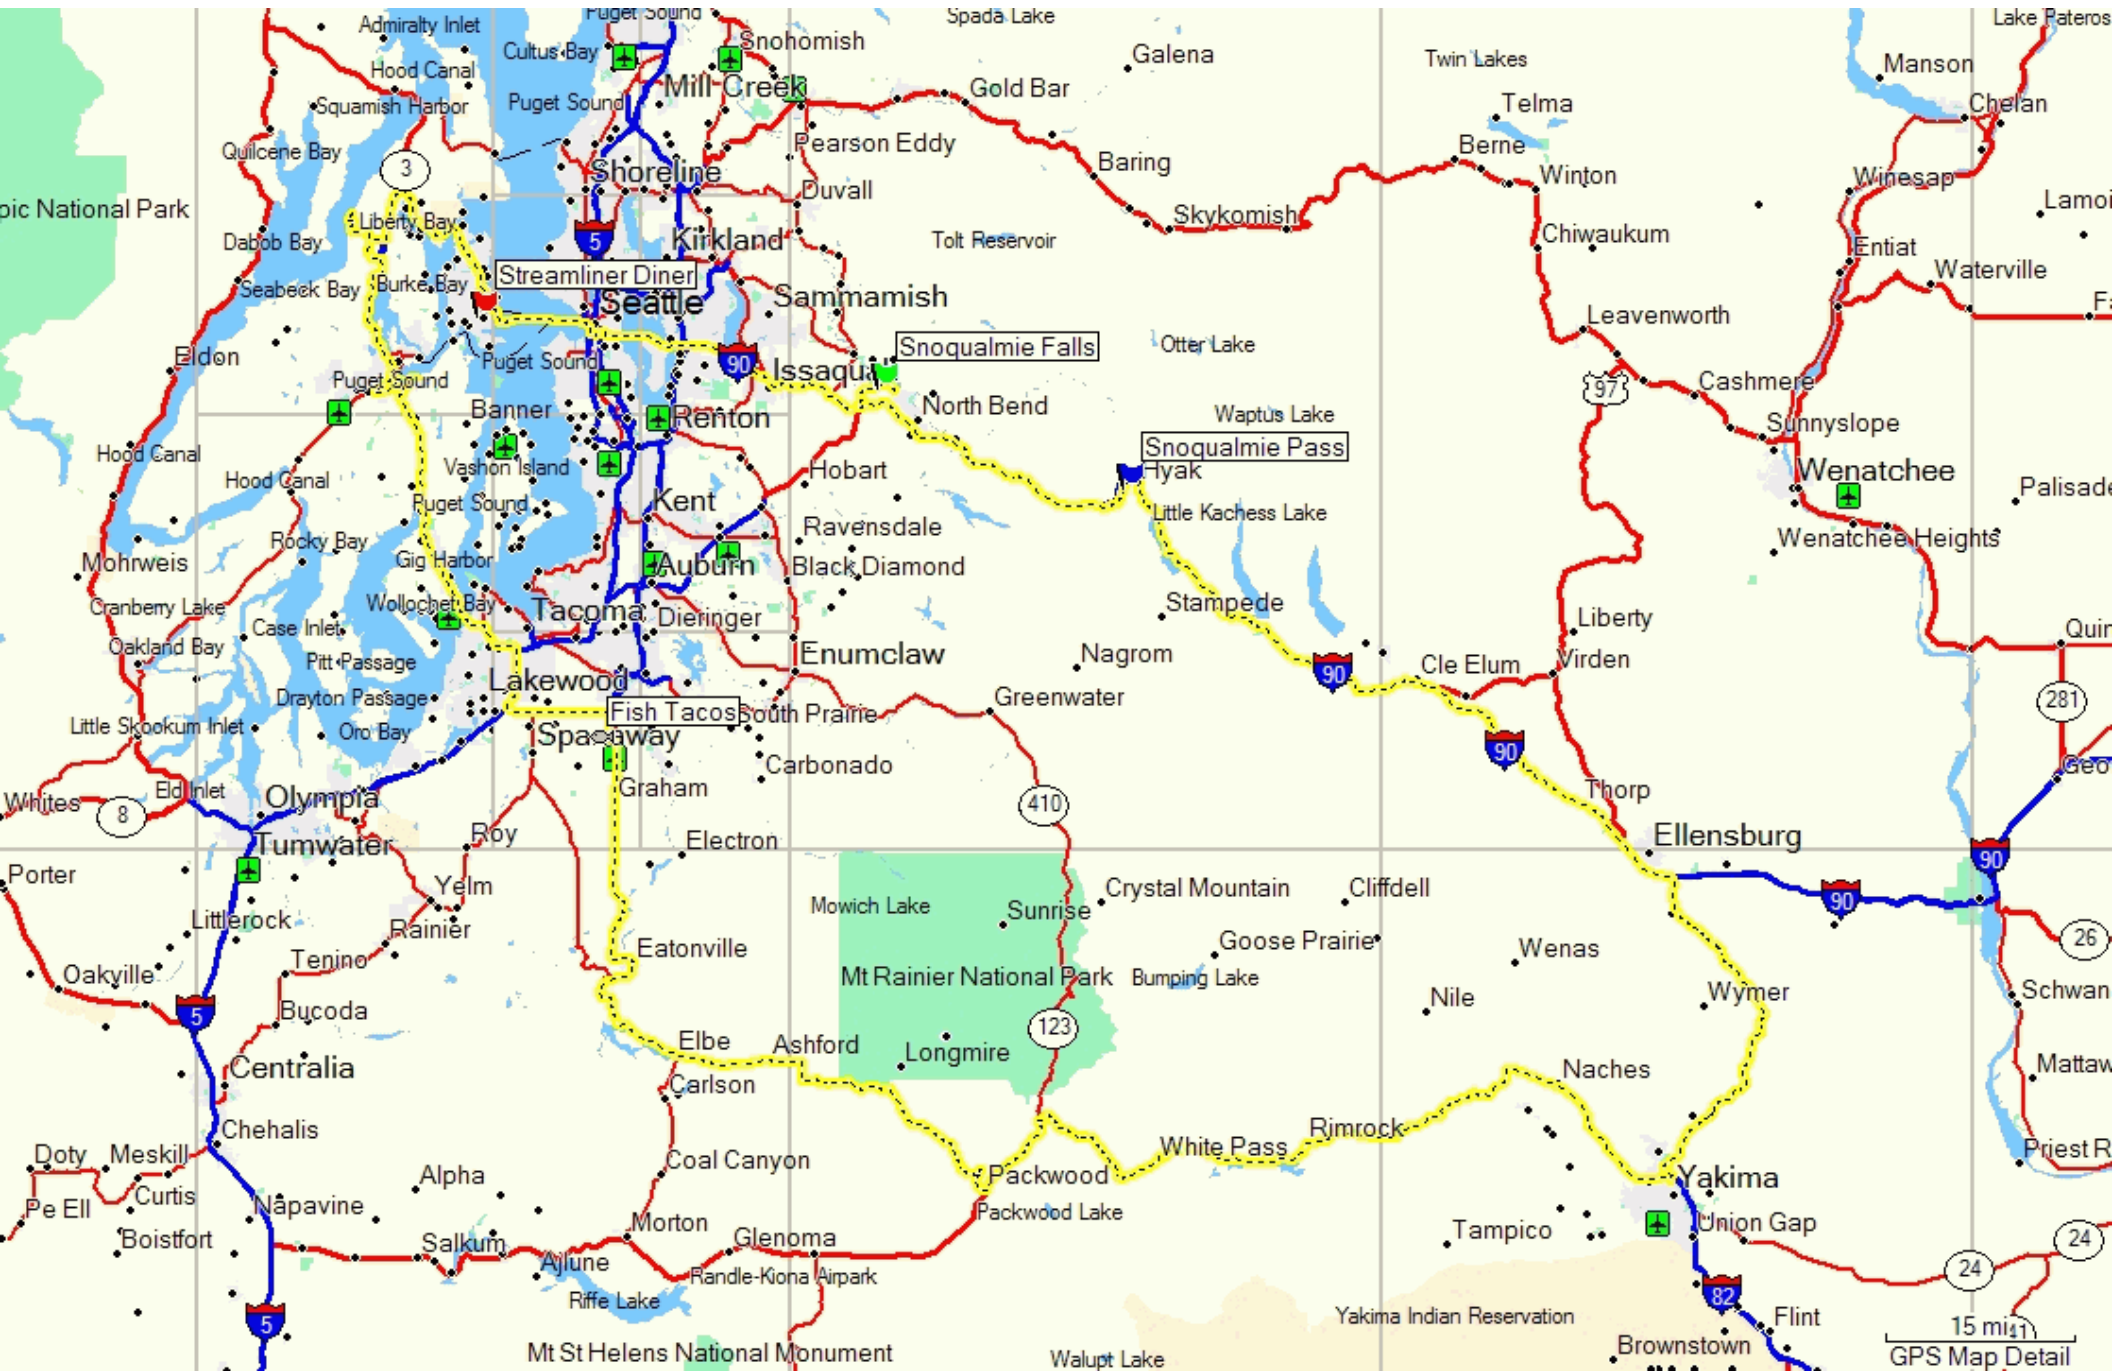 Puget Sound
Spada Lake
Lake Pateros
Admiralty Inlet
Cultus Bay
Snohomish
Galena
Twin Lakes
Manson
Hood Canal
Mill Creek
Gold Bar
Squamish Harbor
Puget Sound
Telma
Chelan
Quilcene Bay
Pearson Eddy
Berne
3
Shoreline
Baring
Winton
Winesap
Duvall
pic National Park
Liberty Bay
Skykomish
Lamoi
Dabob Bay
5
Kirkland
Tolt Reservoir
Chiwaukum
Entiat
Waterville
Seabeck Bay
Burke Bay
Streamliner Diner
Seattle
Sammamish
Fa
Leavenworth
Eldon
Puget Sound
90
Issaqua
Snoqualmie Falls
Otter Lake
Puget Sound
97
Cashmere
Banner
Renton
North Bend
Waptus Lake
Sunnyslope
Hood Canal
Vashon Island
Snoqualmie Pass
Hyak
Wenatchee
Hood Canal
Hobart
Palisade
Puget Sound
Kent
Little Kachess Lake
Rocky Bay
Ravensdale
Wenatchee Heights
Mohrweis
Gig Harbor
Auburn
Black Diamond
Cranberry Lake
Wollochet Bay
Tacoma
Dieringer
Stampede
Case Inlet
Liberty
Quin
Oakland Bay
Pitt Passage
Enumclaw
Nagrom
90
Cle Elum
Virden
Lakewood
Drayton Passage
Greenwater
281
Little Skookum Inlet
Oro Bay
Fish Tacos
South Prairie
Spanaway
90
Carbonado
Geo
Eld Inlet
Olympia
Graham
Thorp
Whites
8
410
Tumwater
Roy
Electron
Ellensburg
90
Porter
Yelm
Crystal Mountain
Cliffdell
90
Mowich Lake
Sunrise
Littlerock
Rainier
Eatonville
Goose Prairie
Wenas
26
Tenino
Oakville
Mt Rainier National Park
Bumping Lake
Nile
Wymer
Schwan
5
Bucoda
123
Elbe
Ashford
Longmire
Centralia
Carlson
Naches
Mattaw
Chehalis
Rimrock
Doty
Meskill
Coal Canyon
White Pass
Priest R
Alpha
Packwood
Yakima
Curtis
Pe Ell
Napavine
Packwood Lake
Morton
Union Gap
Boistfort
Salkum
Glenoma
Tampico
24
Ajlune
Randle-Kiona Airpark
24
Riffe Lake
82
5
Yakima Indian Reservation
Flint
15 mi
41
Mt St Helens National Monument
Walupt Lake
Brownstown
GPS Map Detail